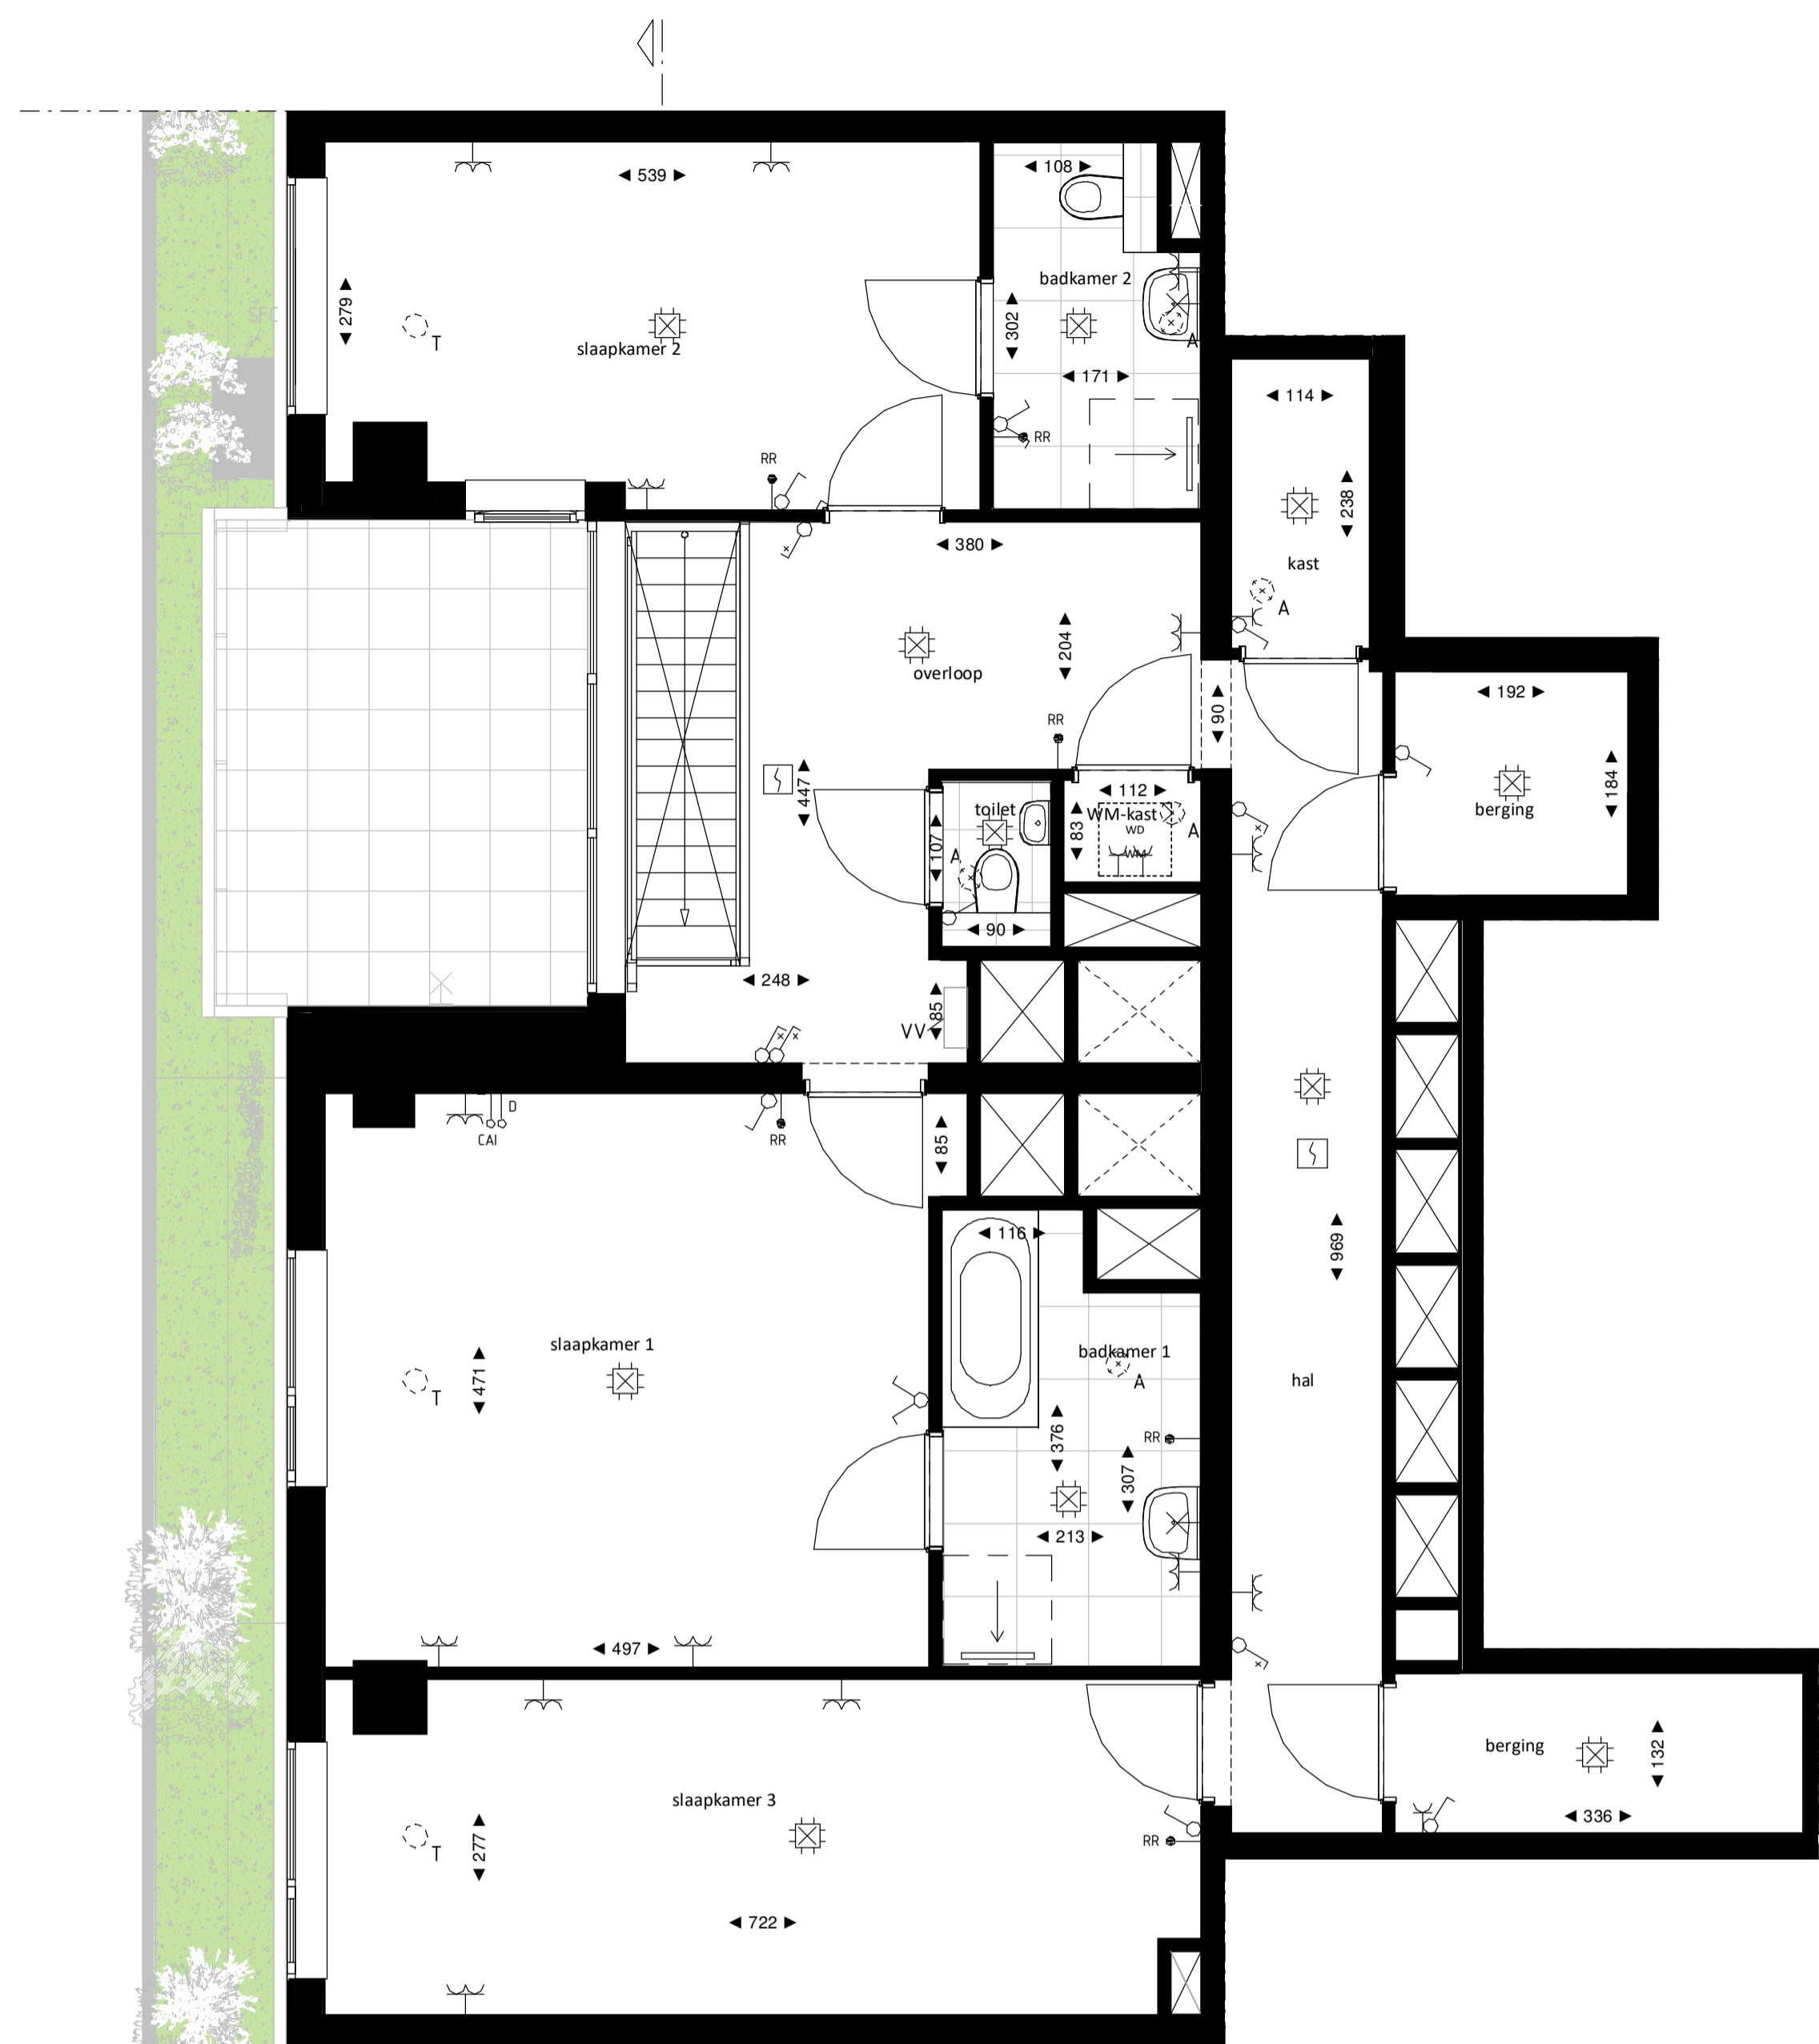 539
108
279
SFC
T
slaapkamer 2
badkamer 2
302
A
171
RR
RR
114
238
kast
A
380
204
overloop
RR
90
192
184
berging
447
toilet
107
A
90
112
WM-kast
83
WD
WM
A
248
85
VV
CAI
D
RR
85
116
slaapkamer 1
T
471
badkamer 1
A
376
RR
307
213
969
hal
497
slaapkamer 3
T
277
RR
722
berging
132
336